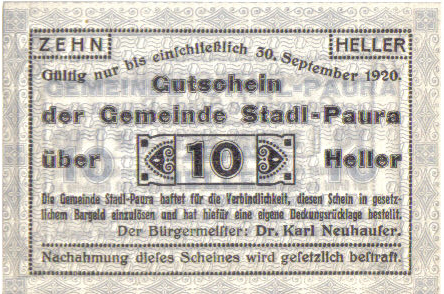 ZEHN HELLER
Gültig nur bis einschließlich 30. September 1920.
Gutschein
der Gemeinde Stadl-Paura
über 10 Heller
Die Gemeinde Stadl-Paura haftet für die Verbindlichkeit, diesen Schein in gesetz-
lichem Bargeld einzulösen und hat hiefür eine eigene Deckungsrücklage bestellt.
Der Bürgermeister: Dr. Karl Neuhauser.
Nachahmung dieses Scheines wird gesetzlich bestraft.